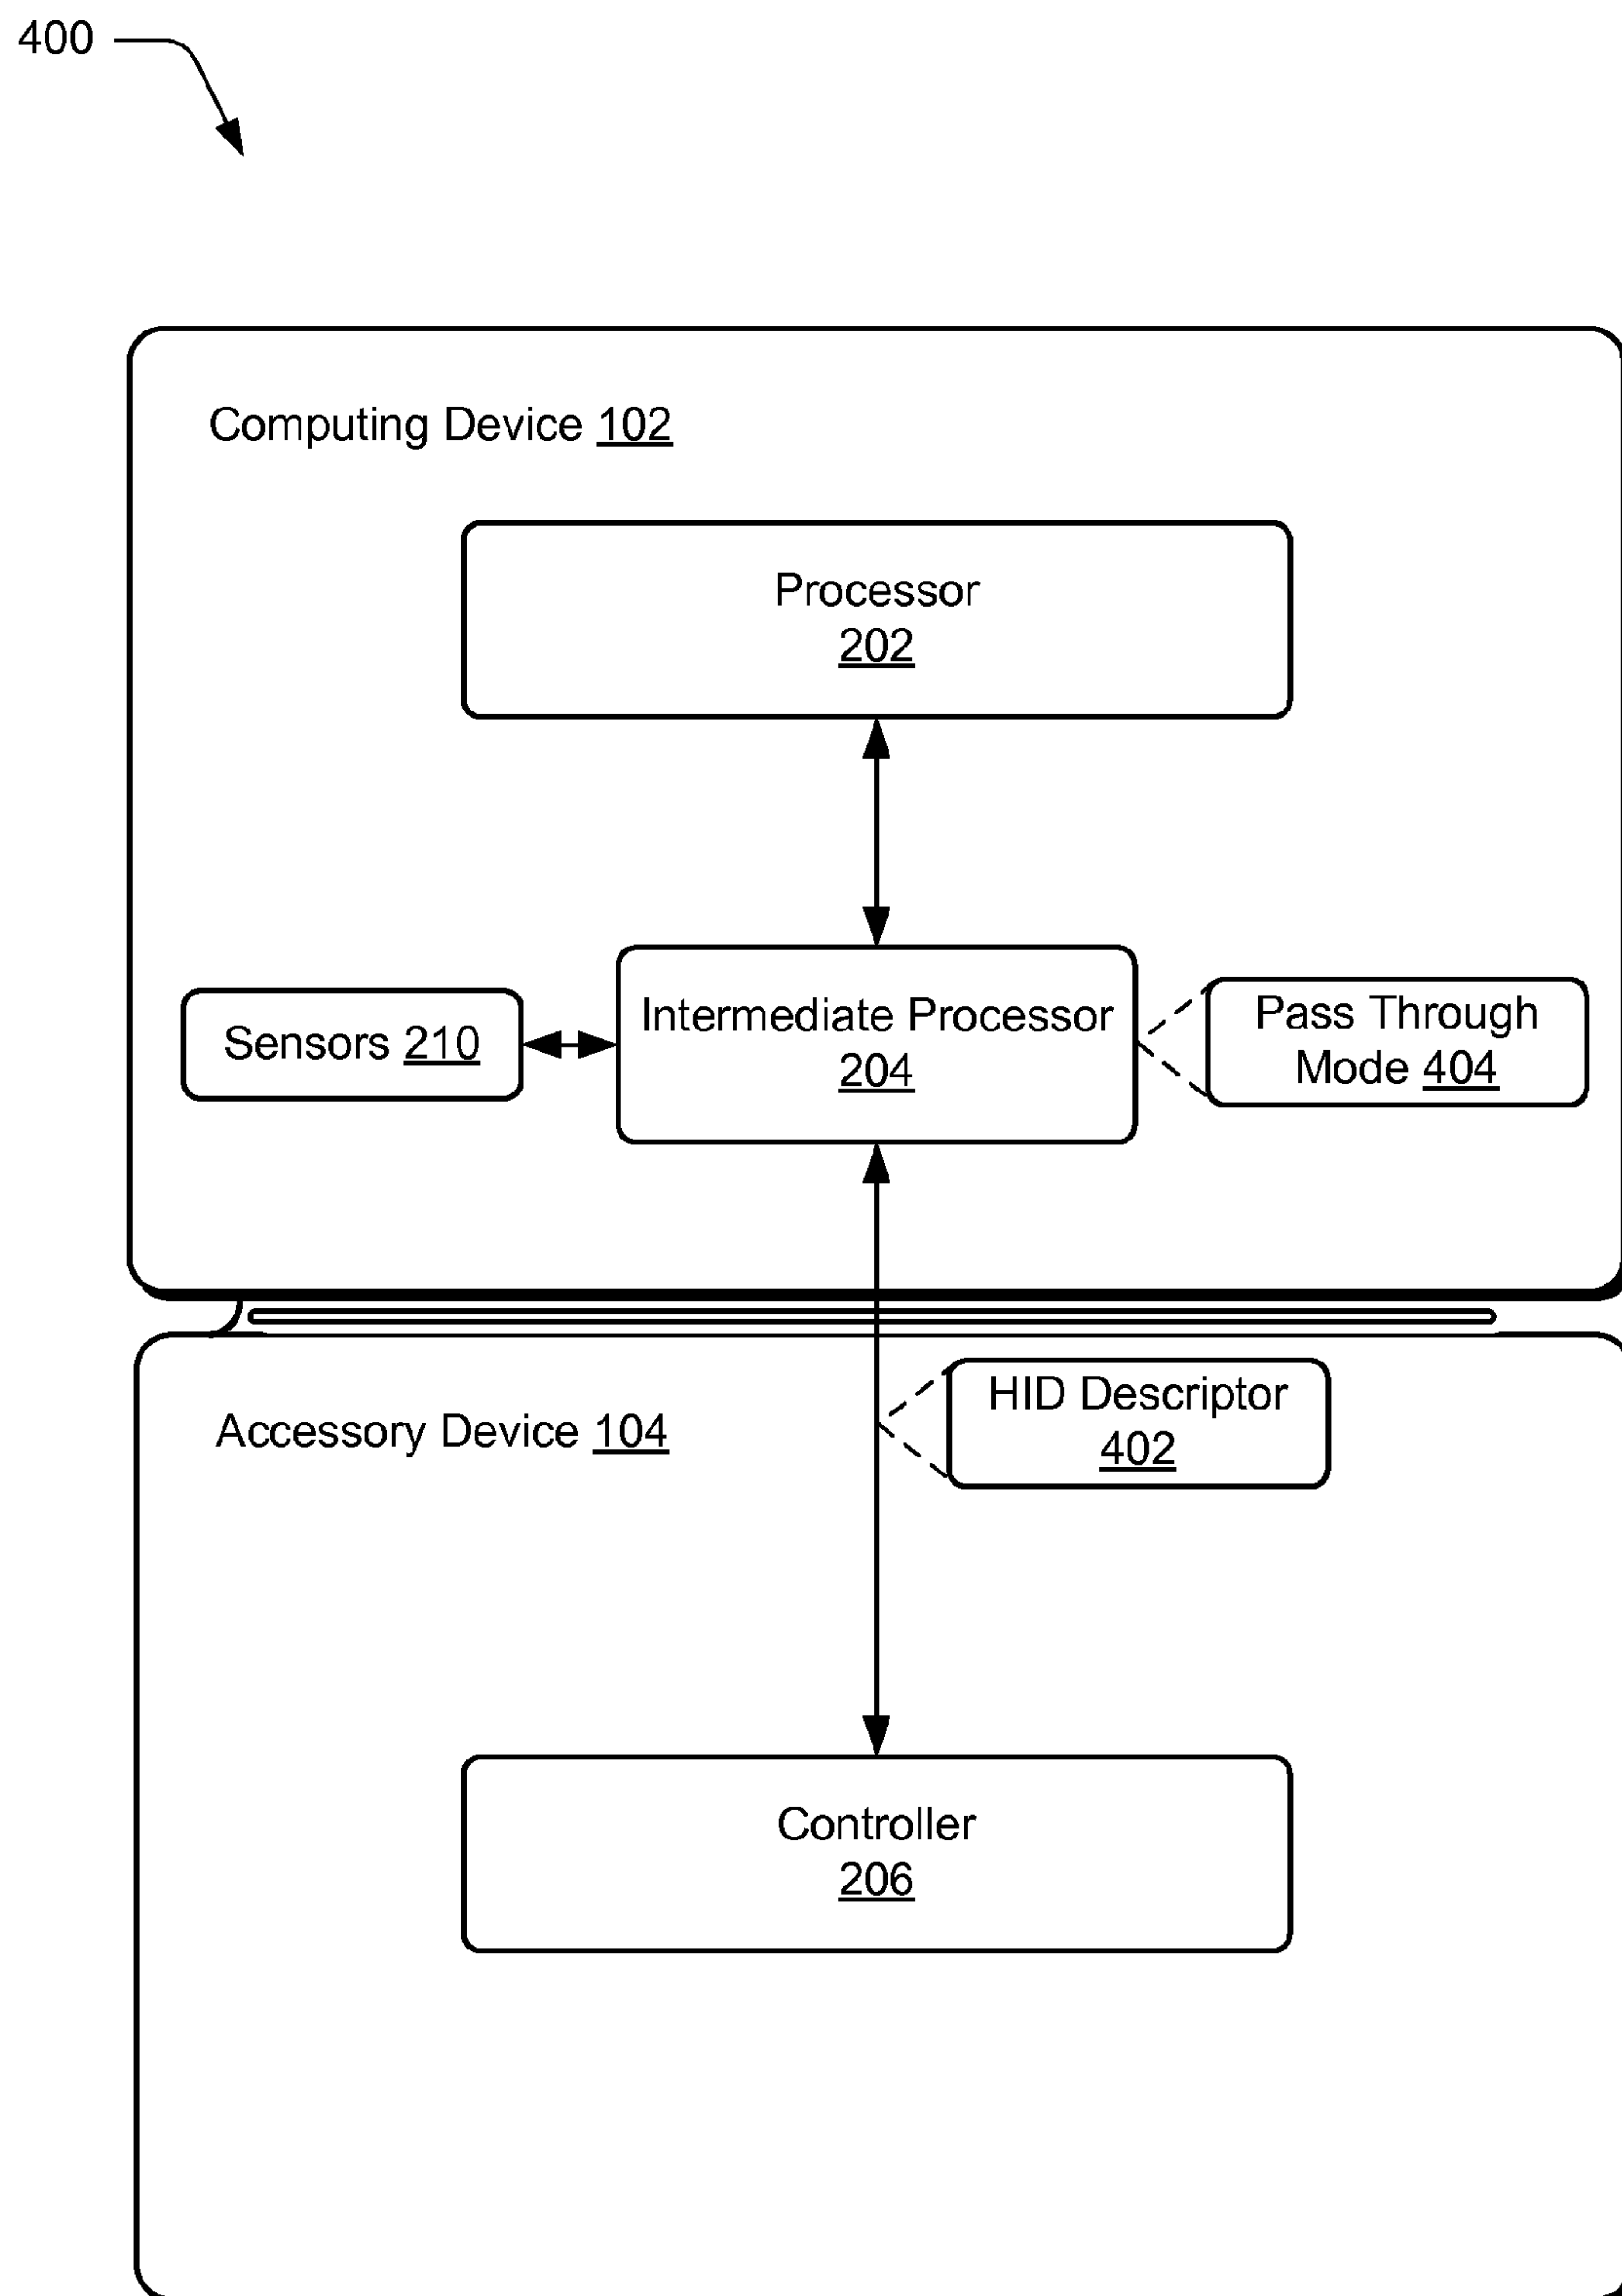 400
Computing Device 102
Processor
202
Sensors 210
Intermediate Processor
204
Pass Through
Mode 404
HID Descriptor
402
Accessory Device 104
Controller
206